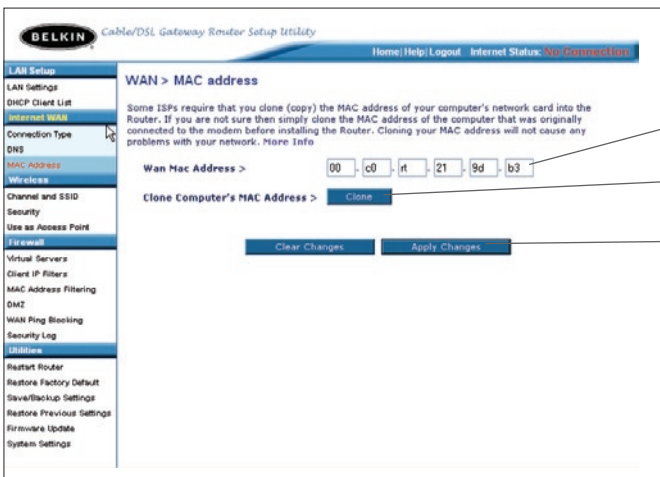 BELKIN
Cable/DSL Gateway Router Setup Utility
Home|Help|Logout Internet Status: No Connection
LAN Setup
LAN Settings
DHCP Client List
Internet WAN
Connection Type
DNS
MAC Address
Wireless
Channel and SSID
Security
Use as Access Point
Firewall
Virtual Servers
Client IP Filters
MAC Address Filtering
DMZ
WAN Ping Blocking
Security Log
Utilities
Restart Router
Restore Factory Default
Save/Backup Settings
Restore Previous Settings
Firmware Update
System Settings
WAN > MAC address
Some ISPs require that you clone (copy) the MAC address of your computer's network card into the
Router. If you are not sure then simply clone the MAC address of the computer that was originally
connected to the modem before installing the Router. Cloning your MAC address will not cause any
problems with your network. More Info
Wan Mac Address > 00 . c0 . rt . 21 . 9d . b3
Clone Computer's MAC Address > Clone
Clear Changes Apply Changes